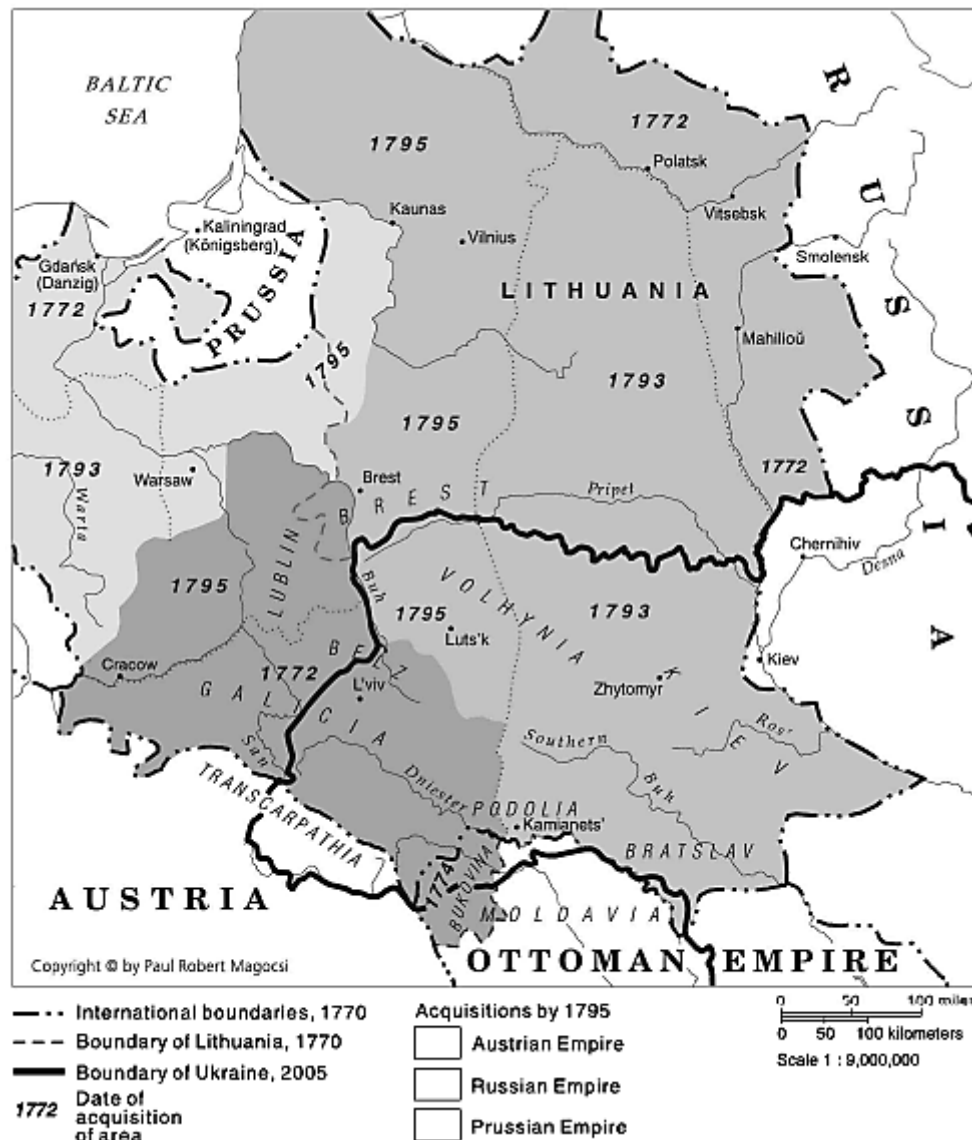 BALTIC
SEA
RUSSIA
1795
1772
Polatsk
Vitsebsk
Kaunas
Vilnius
Kaliningrad
(Königsberg)
Smolensk
Gdańsk
(Danzig)
1772
PRUSSIA
LITHUANIA
Mahilioŭ
1795
1793
1795
1772
1793
Warta
Warsaw
Brest
BREST
Pripet
Chernihiv
Desna
LUBLIN
1795
Buh
VOLHYNIA
1795
1793
Luts'k
Kiev
KIEV
Cracow
BELZ
1772
L'viv
Zhytomyr
GALICIA
San
Ros'
Southern
Buh
Dniester
PODOLIA
Kamianets'
TRANSCARPATHIA
BRATSLAV
1774
BUKOVINA
AUSTRIA
MOLDAVIA
OTTOMAN EMPIRE
Copyright © by Paul Robert Magocsi
International boundaries, 1770
Boundary of Lithuania, 1770
Boundary of Ukraine, 2005
1772 Date of
acquisition
of area
Acquisitions by 1795
Austrian Empire
Russian Empire
Prussian Empire
0 50 100 miles
0 50 100 kilometers
Scale 1 : 9,000,000